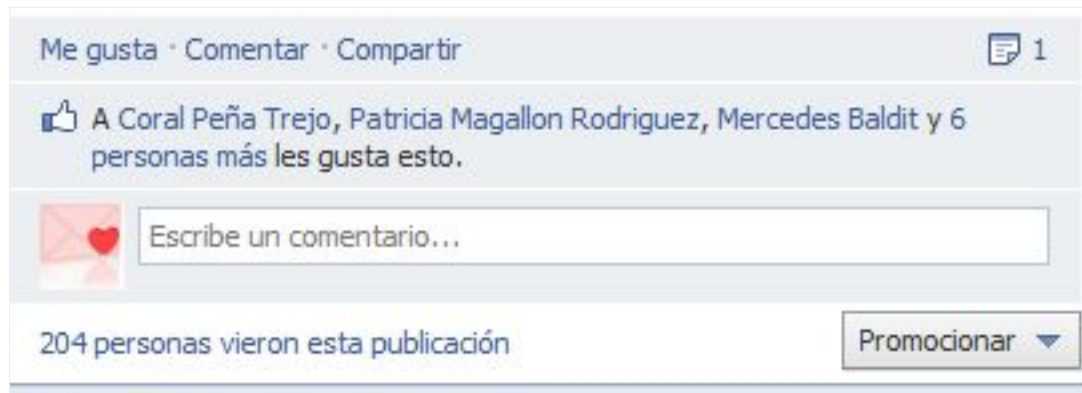 Me gusta · Comentar · Compartir 1
A Coral Peña Trejo, Patricia Magallon Rodriguez, Mercedes Baldit y 6
personas más les gusta esto.
Escribe un comentario...
204 personas vieron esta publicación Promocionar